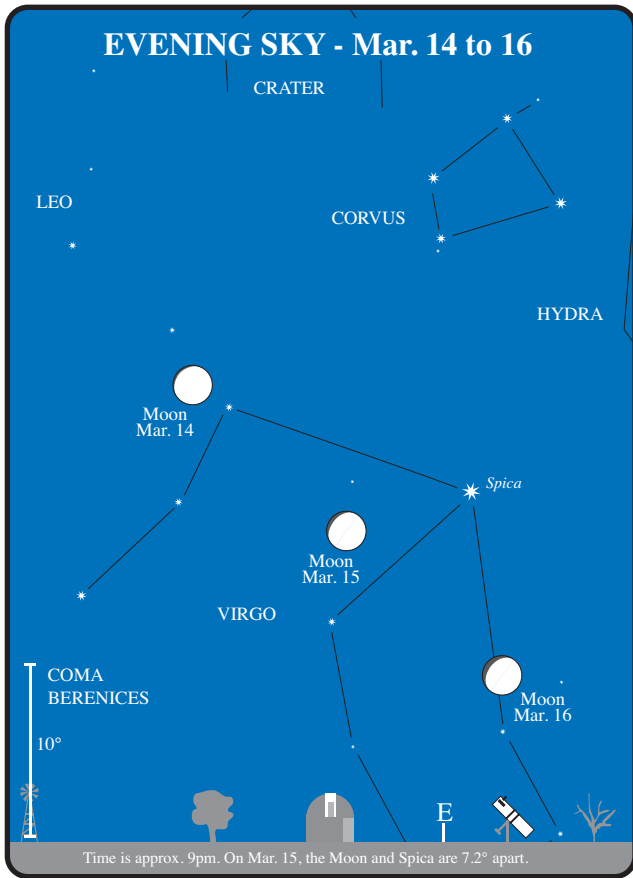 EVENING SKY - Mar. 14 to 16
CRATER
LEO
CORVUS
HYDRA
Moon
Mar. 14
Spica
Moon
Mar. 15
VIRGO
COMA
BERENICES
Moon
Mar. 16
10°
E
Time is approx. 9pm. On Mar. 15, the Moon and Spica are 7.2° apart.